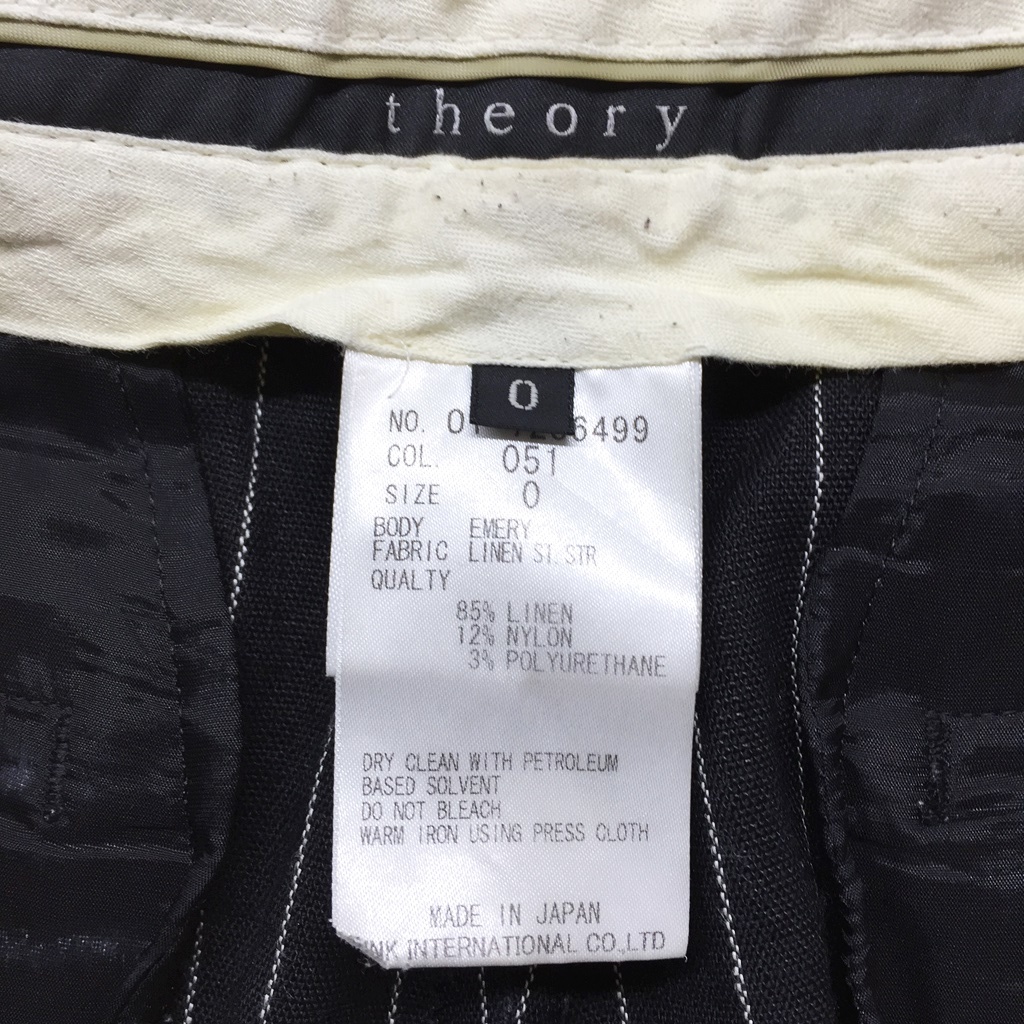 theory
0
NO. 6499
COL. 051
SIZE 0
BODY EMERY
FABRIC LINEN ST. STR
QUALTY
85% LINEN
12% NYLON
3% POLYURETHANE
DRY CLEAN WITH PETROLEUM
BASED SOLVENT
DO NOT BLEACH
WARM IRON USING PRESS CLOTH
MADE IN JAPAN
INTERNATIONAL CO.,LTD